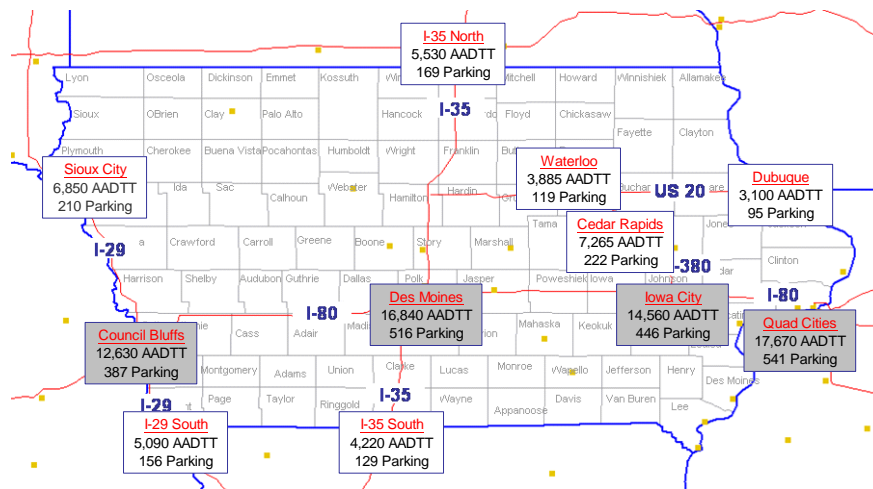 I-35 North
5,530 AADTT
169 Parking
Lyon
Osceola
Dickinson
Emmet
Kossuth
Mitchell
Howard
Winnishiek
Allamakee
I-35
Sioux
OBrien
Clay
Palo Alto
Hancock
Floyd
Chickasaw
Fayette
Clayton
Plymouth
Cherokee
Buena Vista
Pocahontas
Humboldt
Wright
Franklin
Sioux City
6,850 AADTT
210 Parking
Waterloo
3,885 AADTT
119 Parking
US 20
Dubuque
3,100 AADTT
95 Parking
Ida
Sac
Calhoun
Webster
Hamilton
Hardin
Tama
Cedar Rapids
7,265 AADTT
222 Parking
I-29
Crawford
Carroll
Greene
Boone
Story
Marshall
-380
Clinton
Harrison
Shelby
Audubon
Guthrie
Dallas
Polk
Jasper
Poweshiek
Iowa
Johnson
I-80
I-80
Des Moines
16,840 AADTT
516 Parking
Iowa City
14,560 AADTT
446 Parking
Quad Cities
17,670 AADTT
541 Parking
Council Bluffs
12,630 AADTT
387 Parking
Cass
Adair
Mahaska
Keokuk
Montgomery
Adams
Union
Clarke
Lucas
Monroe
Wapello
Jefferson
Henry
Des Moines
I-29
Page
Taylor
Ringgold
I-35
Wayne
Appanoose
Davis
Van Buren
Lee
I-29 South
5,090 AADTT
156 Parking
I-35 South
4,220 AADTT
129 Parking